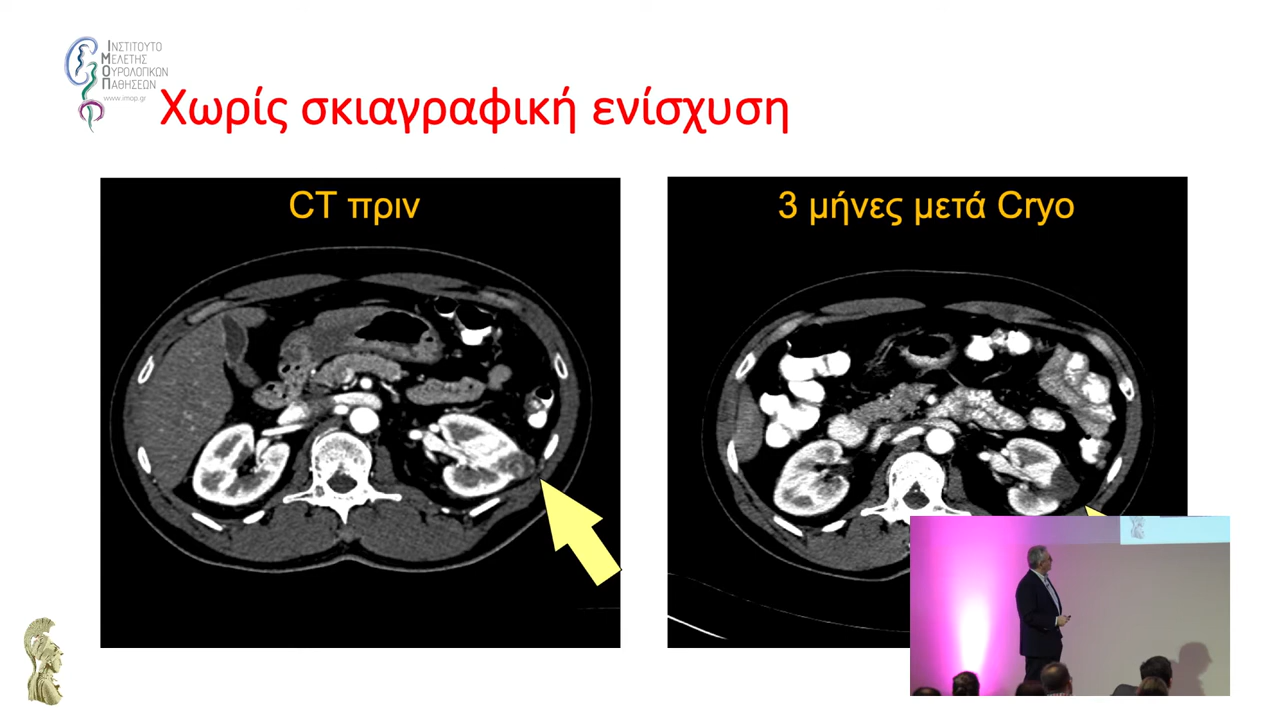 ΙΝΣΤΙΤΟΥΤΟ
ΜΕΛΕΤΗΣ
ΟΥΡΟΛΟΓΙΚΩΝ
ΠΑΘΗΣΕΩΝ
www.imop.gr
Χωρίς σκιαγραφική ενίσχυση
CT πριν
3 μήνες μετά Cryo